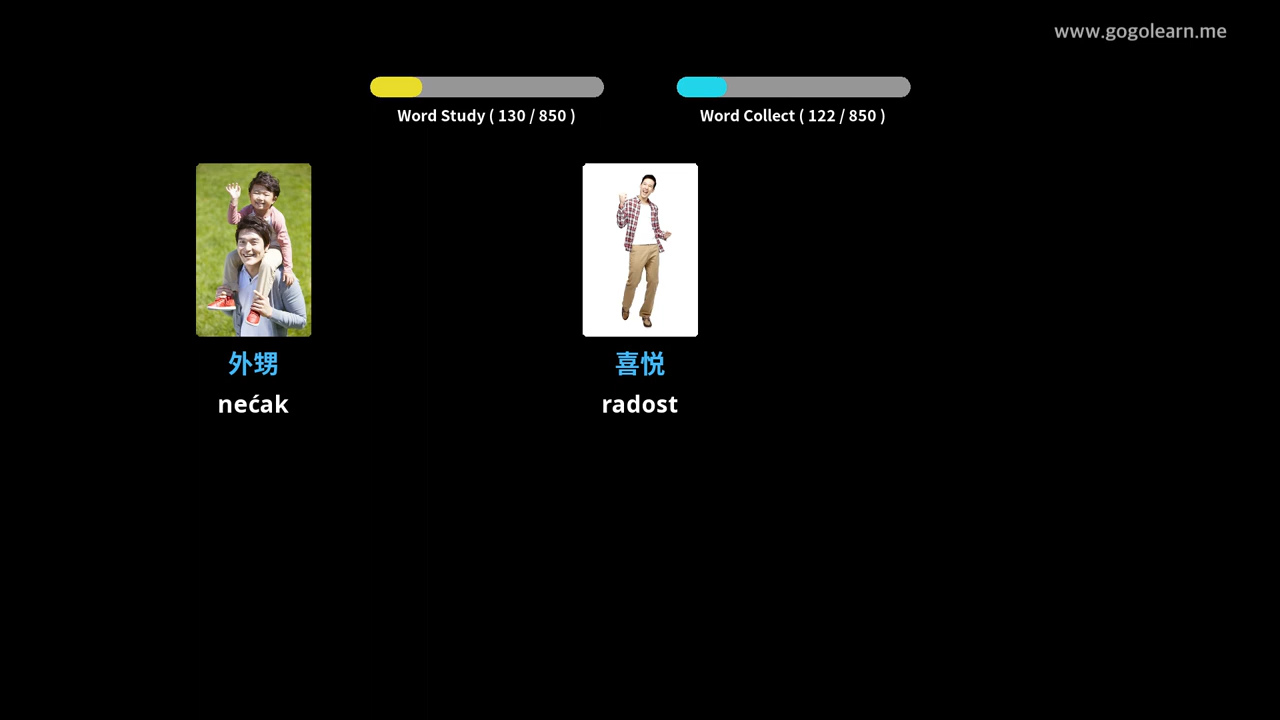 www.gogolearn.me
Word Study ( 130 / 850 )
Word Collect ( 122 / 850 )
外甥
nećak
喜悦
radost